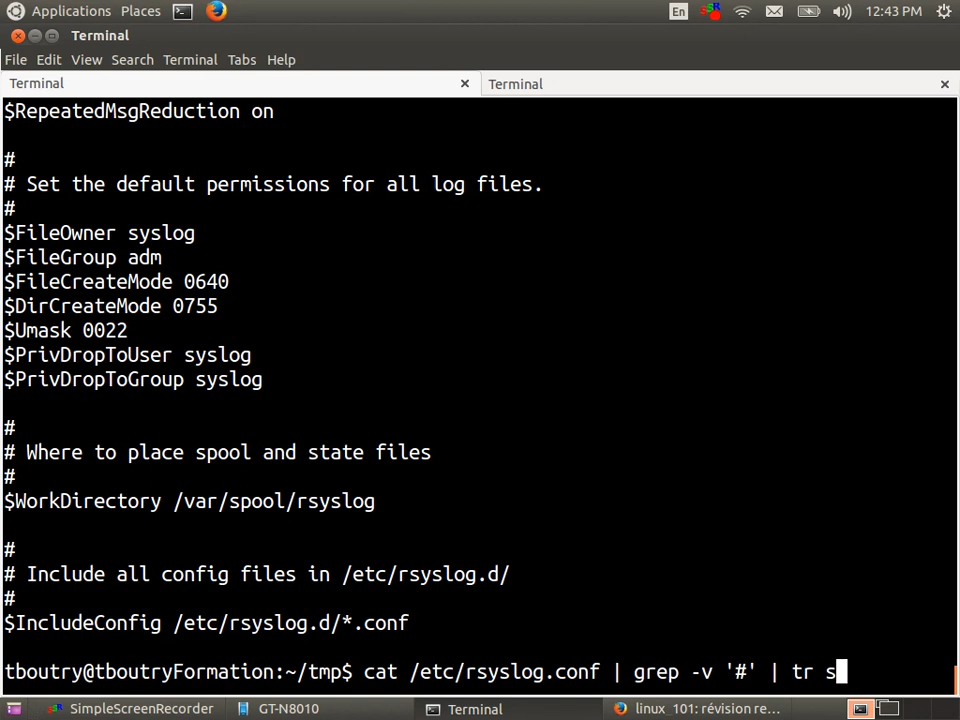 Applications Places En SSR 12:43 PM
Terminal
File Edit View Search Terminal Tabs Help
Terminal × Terminal ×
$RepeatedMsgReduction on
#
# Set the default permissions for all log files.
#
$FileOwner syslog
$FileGroup adm
$FileCreateMode 0640
$DirCreateMode 0755
$Umask 0022
$PrivDropToUser syslog
$PrivDropToGroup syslog
#
# Where to place spool and state files
#
$WorkDirectory /var/spool/rsyslog
#
# Include all config files in /etc/rsyslog.d/
#
$IncludeConfig /etc/rsyslog.d/*.conf
tboutry@tboutryFormation:~/tmp$ cat /etc/rsyslog.conf | grep -v '#' | tr s
SimpleScreenRecorder GT-N8010 Terminal linux_101: révision re...